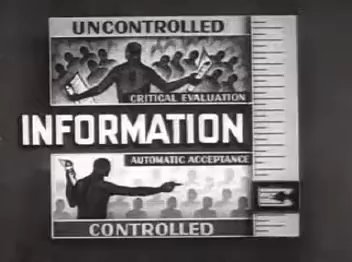 UNCONTROLLED
CRITICAL EVALUATION
INFORMATION
AUTOMATIC ACCEPTANCE
CONTROLLED